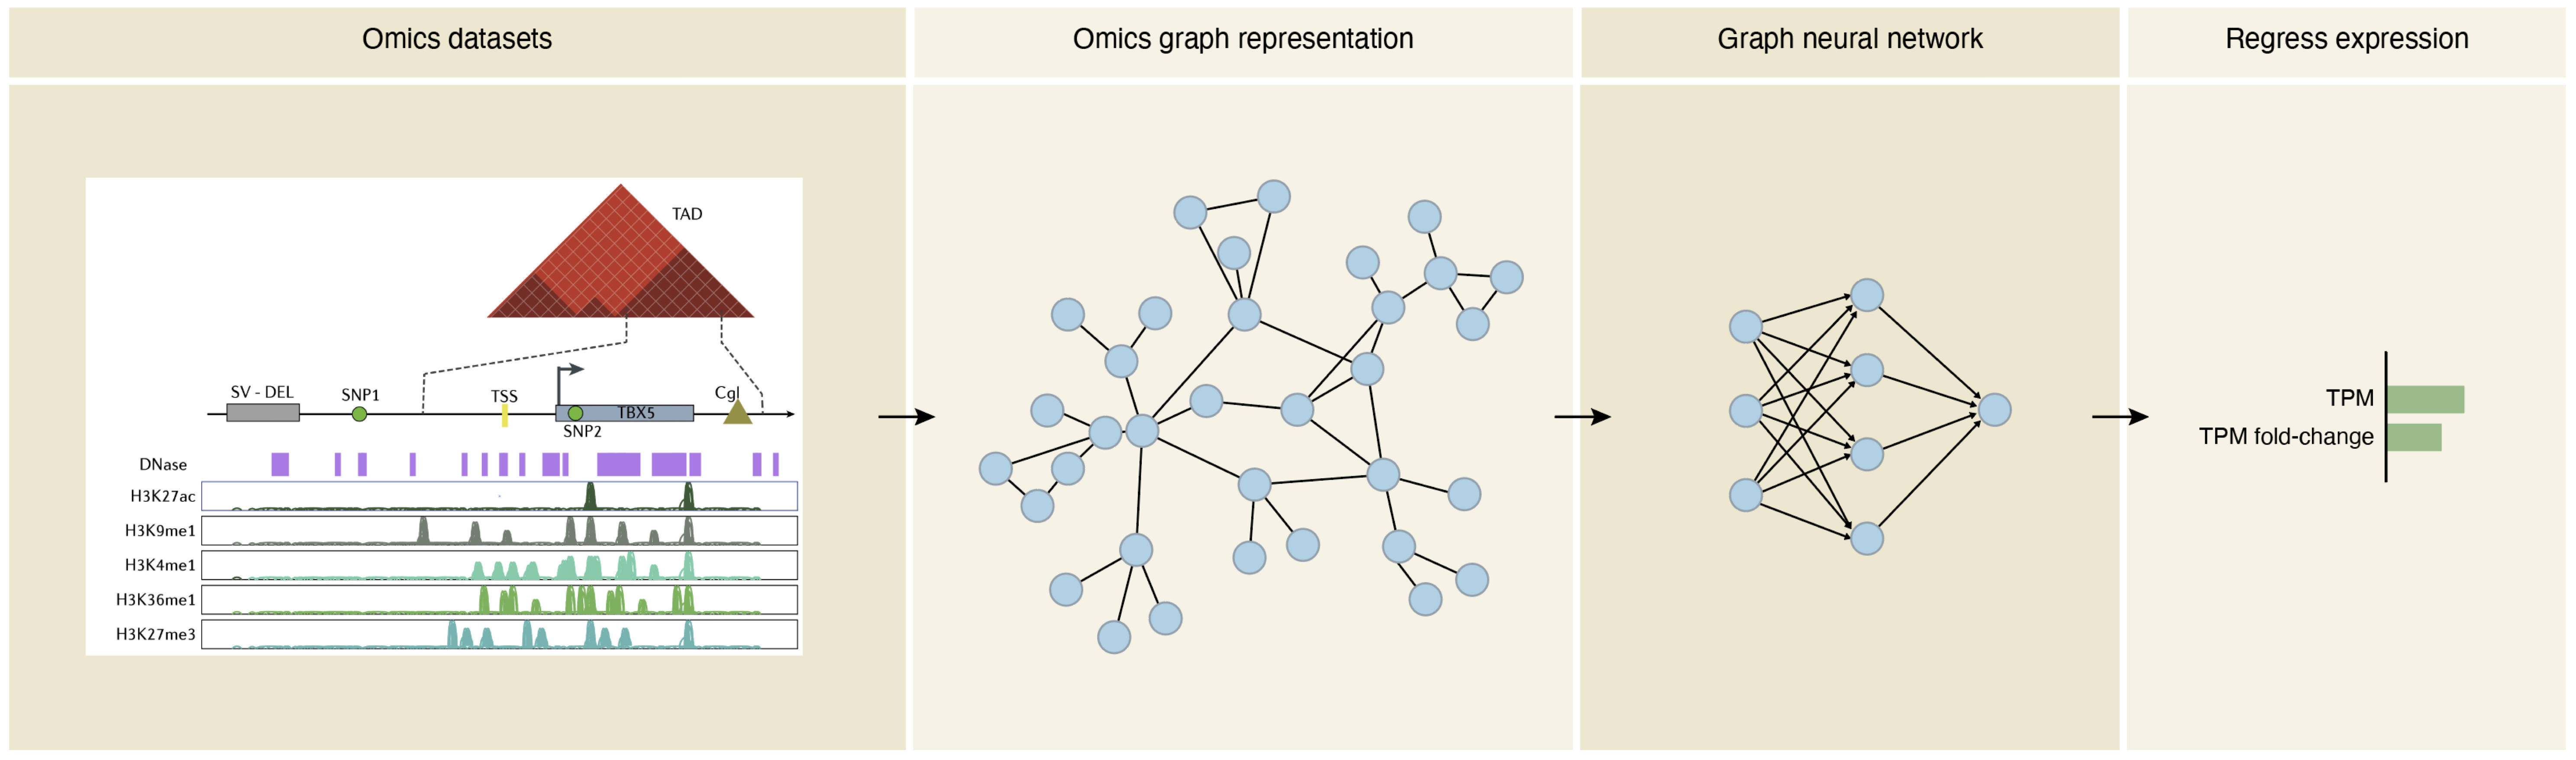 Omics datasets
Omics graph representation
Graph neural network
Regress expression
TAD
SV - DEL
SNP1
TSS
TBX5
CgI
SNP2
DNase
H3K27ac
H3K9me1
H3K4me1
H3K36me1
H3K27me3
TPM
TPM fold-change